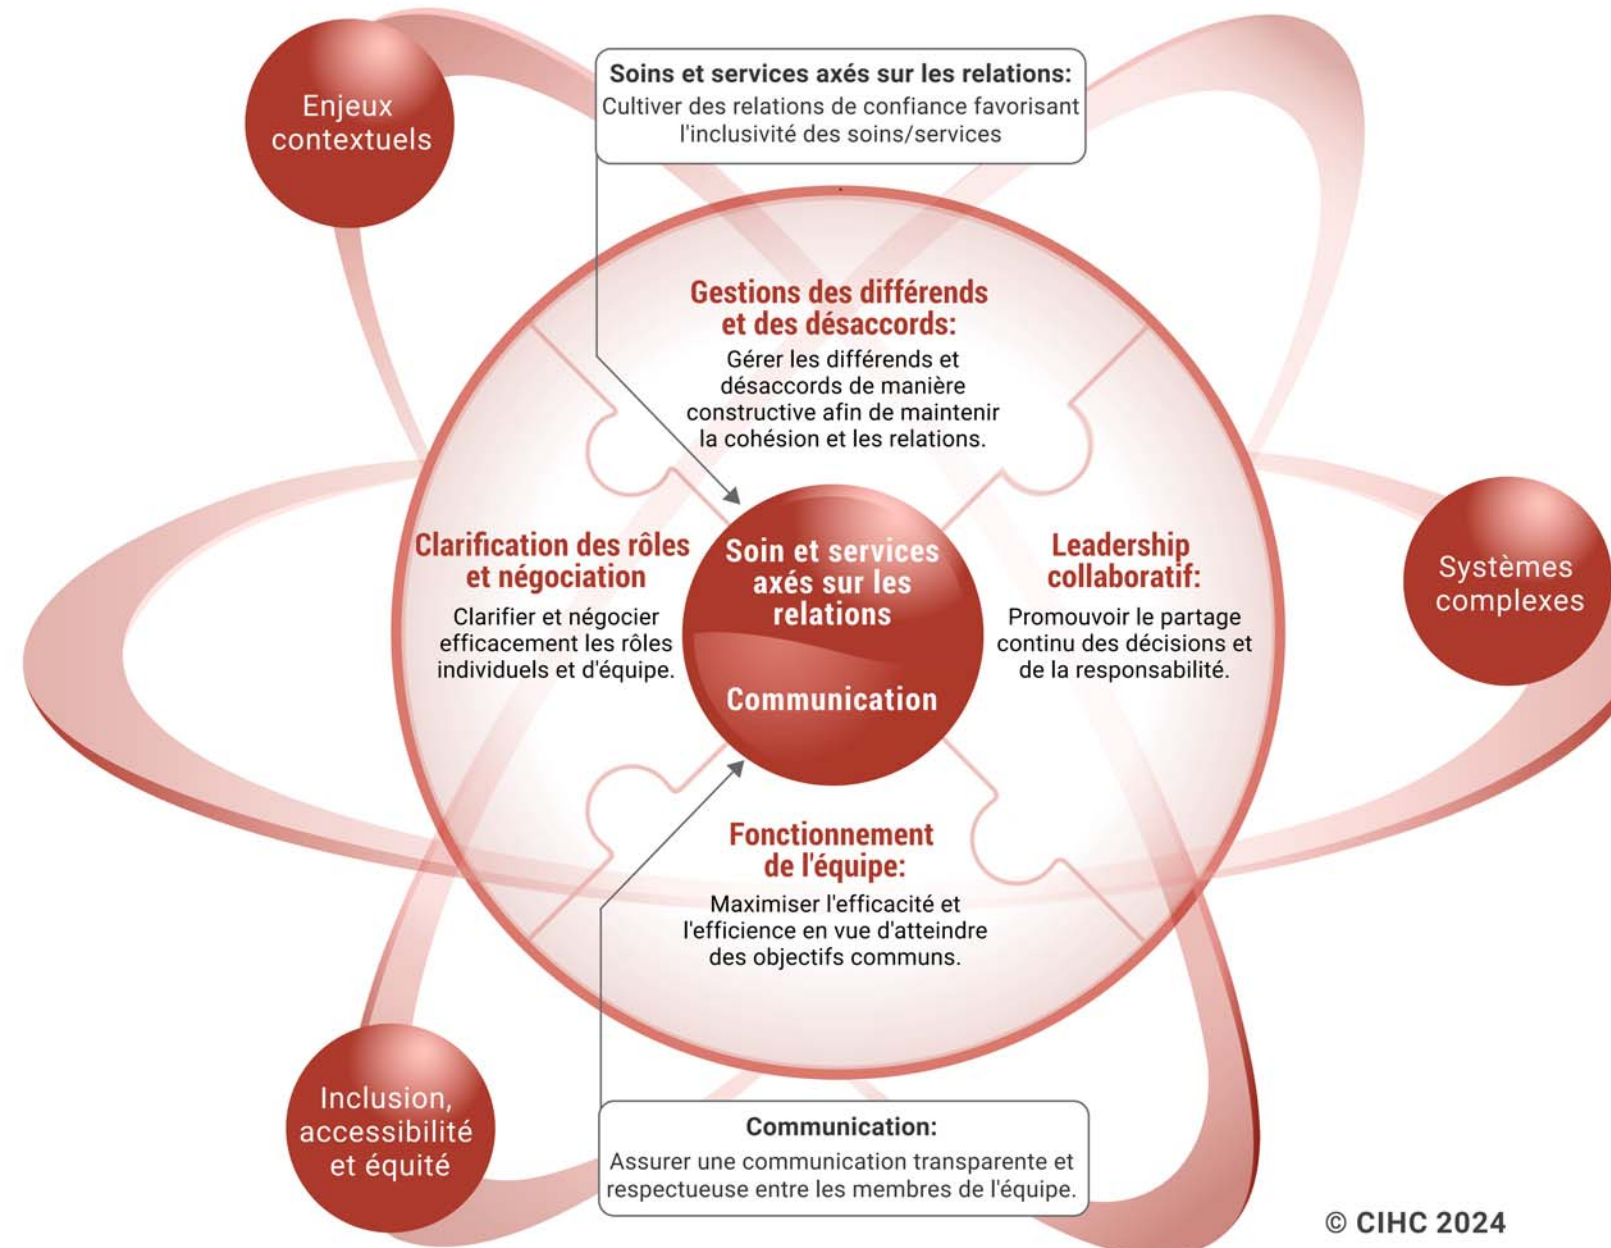 Enjeux
contextuels
Soins et services axés sur les relations:
Cultiver des relations de confiance favorisant
l'inclusivité des soins/services
Gestions des différends
et des désaccords:
Gérer les différends et
désaccords de manière
constructive afin de maintenir
la cohésion et les relations.
Clarification des rôles
et négociation
Clarifier et négocier
efficacement les rôles
individuels et d'équipe.
Soin et services
axés sur les
relations
Communication
Leadership
collaboratif:
Promouvoir le partage
continu des décisions et
de la responsabilité.
Systèmes
complexes
Fonctionnement
de l'équipe:
Maximiser l'efficacité et
l'efficience en vue d'atteindre
des objectifs communs.
Inclusion,
accessibilité
et équité
Communication:
Assurer une communication transparente et
respectueuse entre les membres de l'équipe.
© CIHC 2024